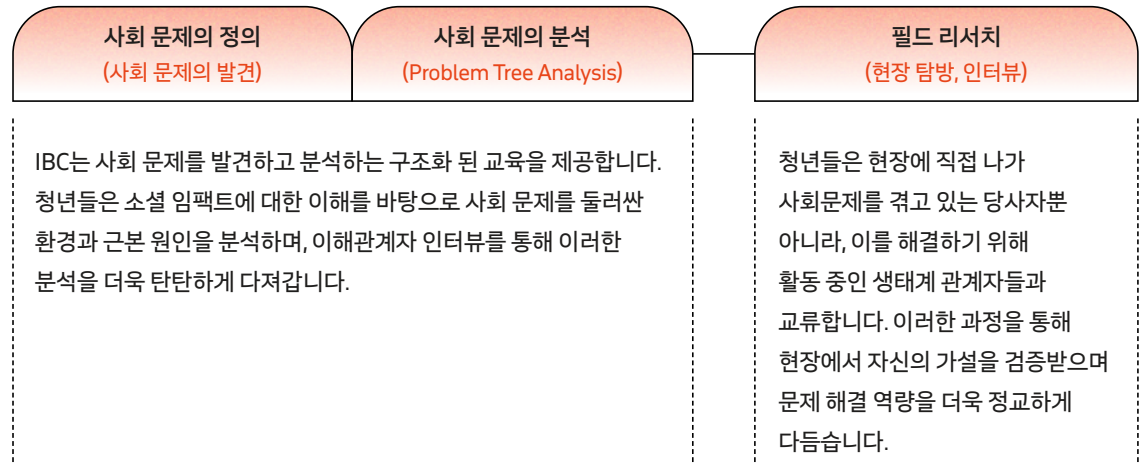 사회 문제의 정의
(사회 문제의 발견)
사회 문제의 분석
(Problem Tree Analysis)
필드 리서치
(현장 탐방, 인터뷰)
IBC는 사회 문제를 발견하고 분석하는 구조화 된 교육을 제공합니다.
청년들은 소셜 임팩트에 대한 이해를 바탕으로 사회 문제를 둘러싼
환경과 근본 원인을 분석하며, 이해관계자 인터뷰를 통해 이러한
분석을 더욱 탄탄하게 다져갑니다.
청년들은 현장에 직접 나가
사회문제를 겪고 있는 당사자뿐
아니라, 이를 해결하기 위해
활동 중인 생태계 관계자들과
교류합니다. 이러한 과정을 통해
현장에서 자신의 가설을 검증받으며
문제 해결 역량을 더욱 정교하게
다듬습니다.